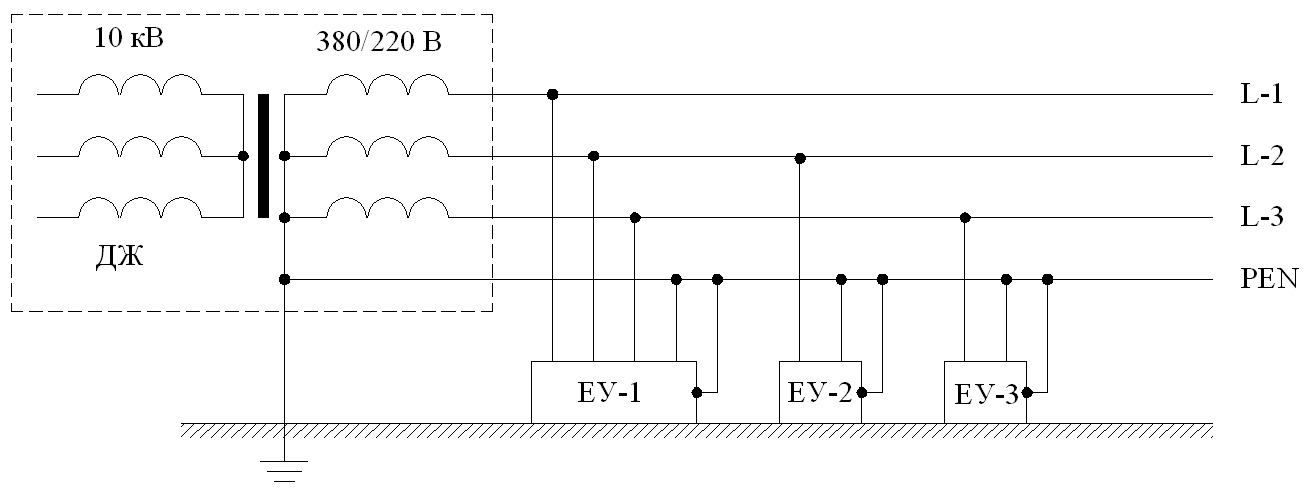 10 кВ
380/220 В
L-1
L-2
L-3
ДЖ
PEN
ЕУ-1
ЕУ-2
ЕУ-3